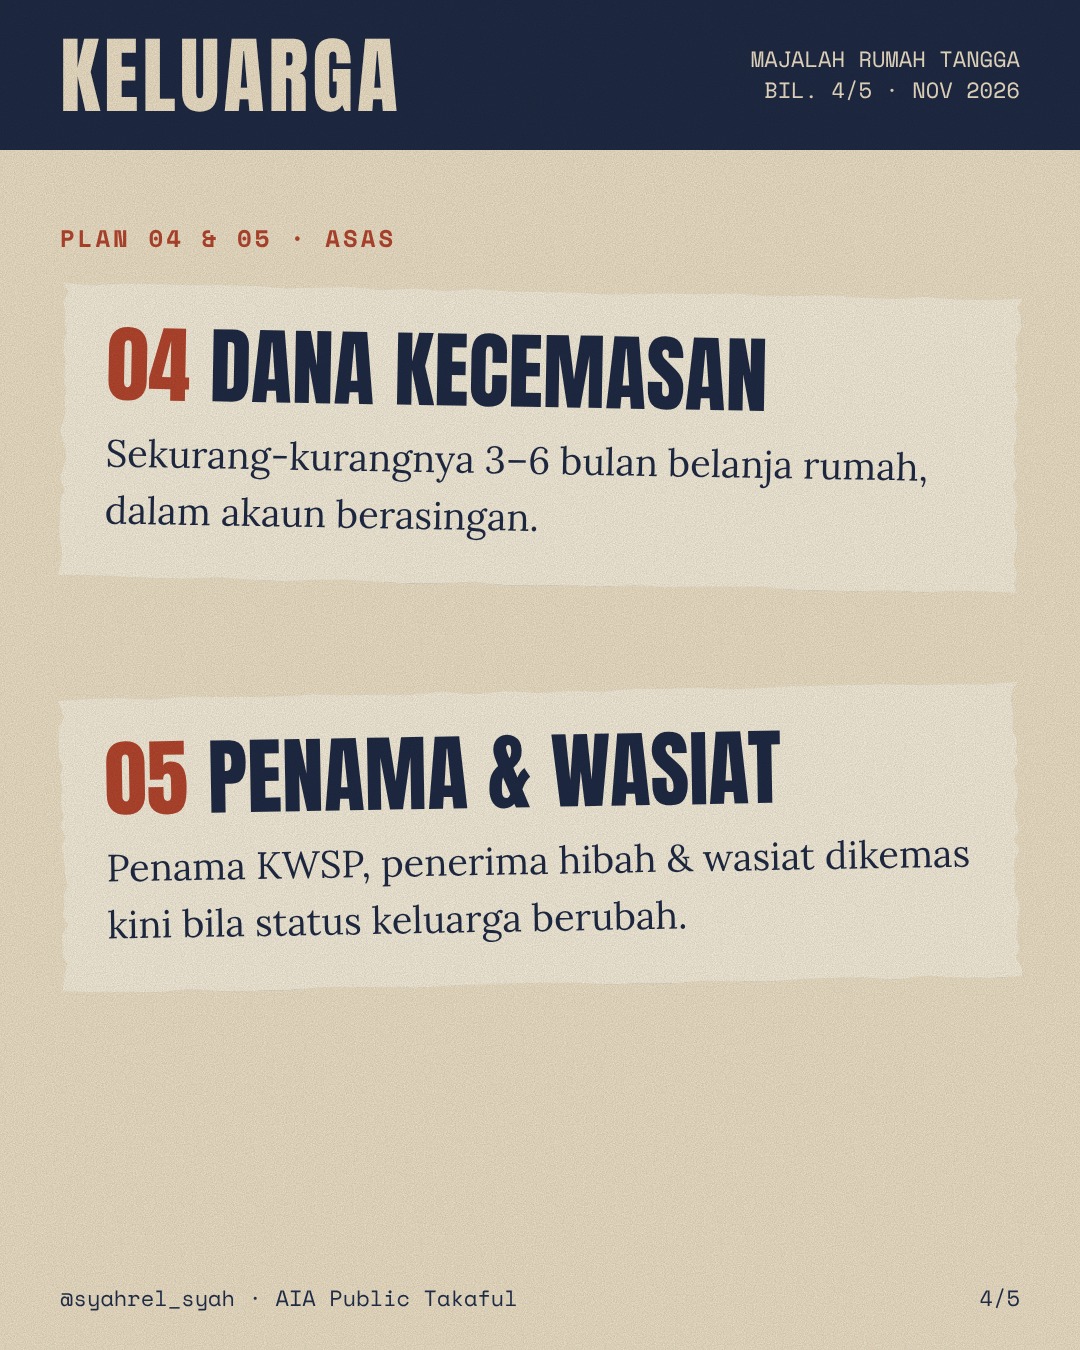 KELUARGA
MAJALAH RUMAH TANGGA
BIL. 4/5 · NOV 2026
PLAN 04 & 05 · ASAS
04 DANA KECEMASAN
Sekurang-kurangnya 3–6 bulan belanja rumah,
dalam akaun berasingan.
05 PENAMA & WASIAT
Penama KWSP, penerima hibah & wasiat dikemas
kini bila status keluarga berubah.
@syahrel_syah · AIA Public Takaful
4/5